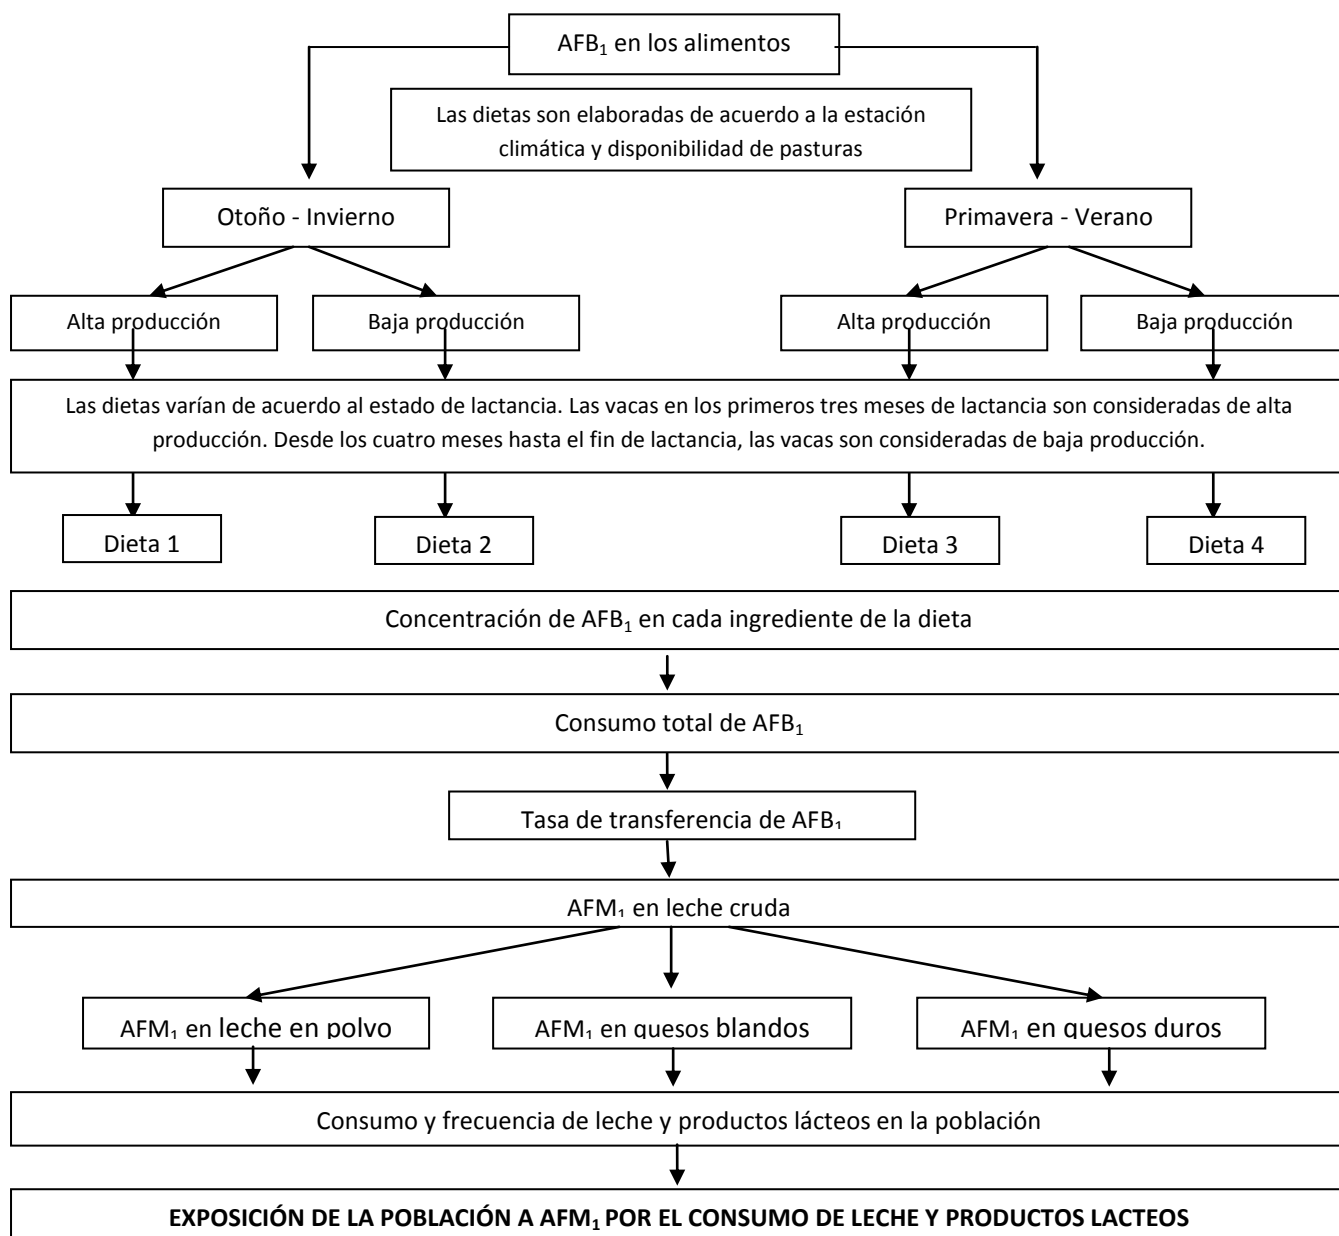 AFB₁ en los alimentos
Las dietas son elaboradas de acuerdo a la estación
climática y disponibilidad de pasturas
Otoño - Invierno
Primavera - Verano
Alta producción
Baja producción
Alta producción
Baja producción
Las dietas varían de acuerdo al estado de lactancia. Las vacas en los primeros tres meses de lactancia son consideradas de alta
producción. Desde los cuatro meses hasta el fin de lactancia, las vacas son consideradas de baja producción.
Dieta 1
Dieta 2
Dieta 3
Dieta 4
Concentración de AFB₁ en cada ingrediente de la dieta
Consumo total de AFB₁
Tasa de transferencia de AFB₁
AFM₁ en leche cruda
AFM₁ en leche en polvo
AFM₁ en quesos blandos
AFM₁ en quesos duros
Consumo y frecuencia de leche y productos lácteos en la población
EXPOSICIÓN DE LA POBLACIÓN A AFM₁ POR EL CONSUMO DE LECHE Y PRODUCTOS LACTEOS